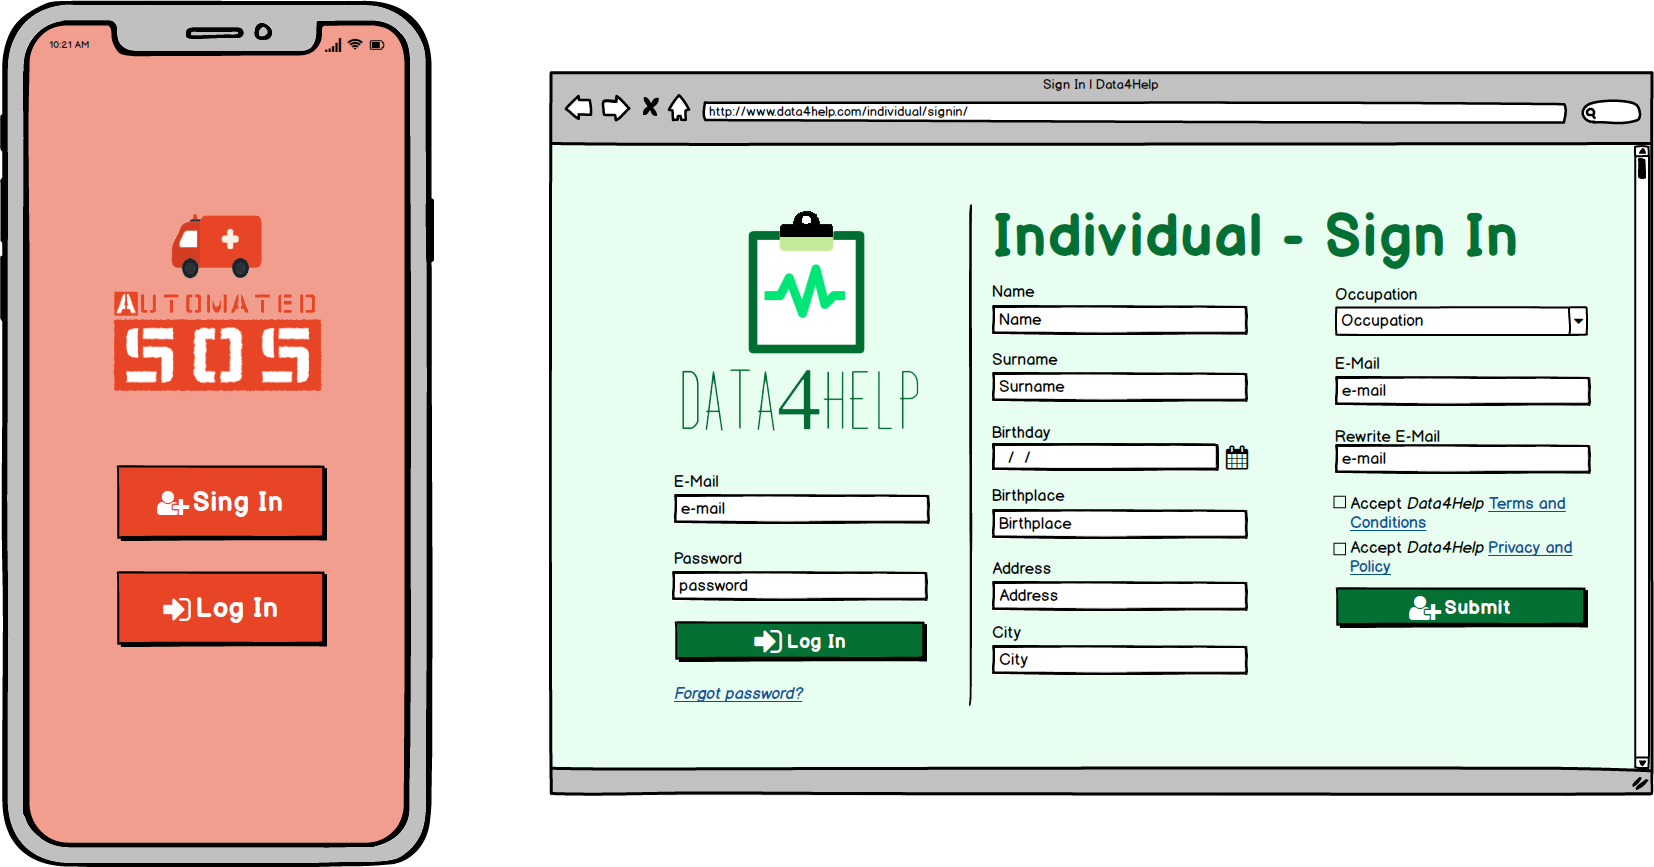 10:21 AM
AUTOMATED
SOS
Sing In
Log In
Sign In | Data4Help
http://www.data4help.com/individual/signin/
DATA4HELP
E-Mail
e-mail
Password
password
Log In
Forgot password?
Individual - Sign In
Name
Name
Surname
Surname
Birthday
/ /
Birthplace
Birthplace
Address
Address
City
City
Occupation
Occupation
E-Mail
e-mail
Rewrite E-Mail
e-mail
Accept Data4Help Terms and
Conditions
Accept Data4Help Privacy and
Policy
Submit